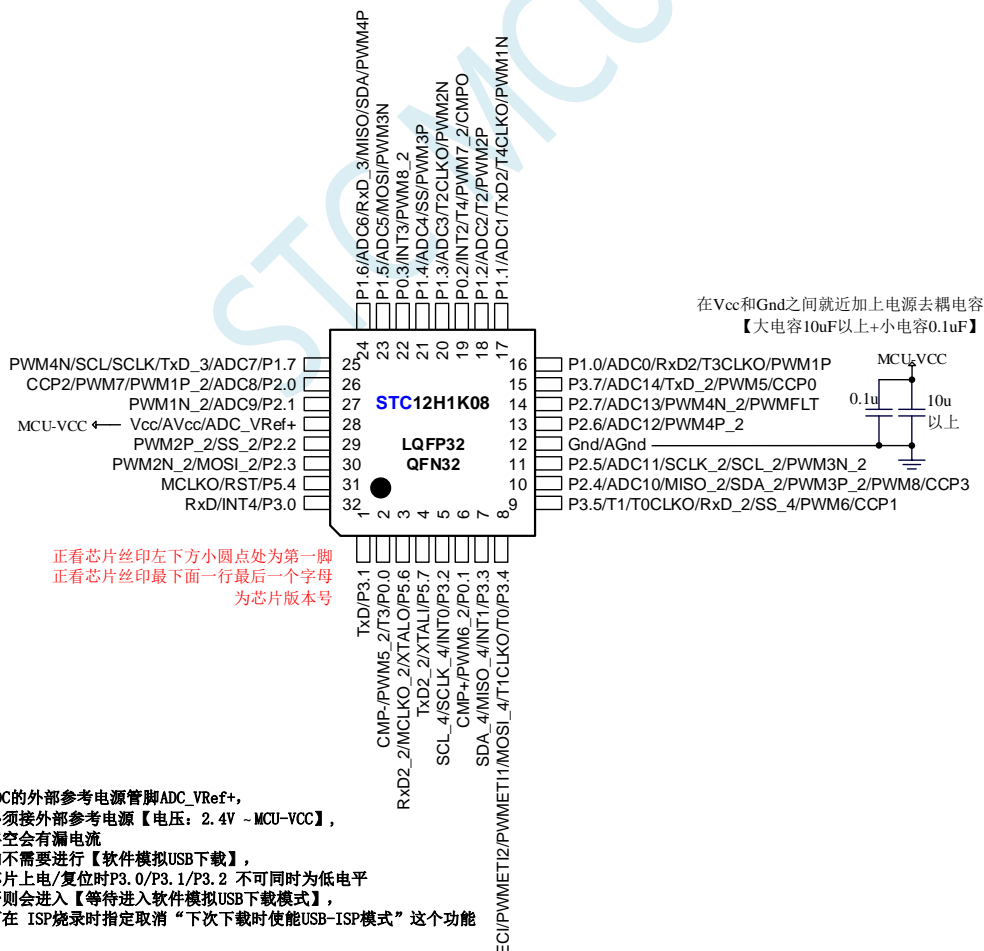 STCMCU
P1.6/ADC6/RxD_3/MISO/SDA/PWM4P
P1.5/ADC5/MOSI/PWM3N
P0.3/INT3/PWM8_2
P1.4/ADC4/SS/PWM3P
P1.3/ADC3/T2CLKO/PWM2N
P0.2/INT2/T4/PWM7_2/CMPO
P1.2/ADC2/T2/PWM2P
P1.1/ADC1/TxD2/T4CLKO/PWM1N
24
23
22
21
20
19
18
17
在Vcc和Gnd之间就近加上电源去耦电容
【大电容10uF以上+小电容0.1uF】
PWM4N/SCL/SCLK/TxD_3/ADC7/P1.7
CCP2/PWM7/PWM1P_2/ADC8/P2.0
PWM1N_2/ADC9/P2.1
MCU-VCC
Vcc/AVcc/ADC_VRef+
PWM2P_2/SS_2/P2.2
PWM2N_2/MOSI_2/P2.3
MCLKO/RST/P5.4
RxD/INT4/P3.0
25
26
27
28
29
30
31
32
STC12H1K08
LQFP32
QFN32
16
15
14
13
12
11
10
9
P1.0/ADC0/RxD2/T3CLKO/PWM1P
P3.7/ADC14/TxD_2/PWM5/CCP0
P2.7/ADC13/PWM4N_2/PWMFLT
P2.6/ADC12/PWM4P_2
Gnd/AGnd
P2.5/ADC11/SCLK_2/SCL_2/PWM3N_2
P2.4/ADC10/MISO_2/SDA_2/PWM3P_2/PWM8/CCP3
P3.5/T1/T0CLKO/RxD_2/SS_4/PWM6/CCP1
MCU-VCC
0.1u
10u
以上
1
2
3
4
5
6
7
8
正看芯片丝印左下方小圆点处为第一脚
正看芯片丝印最下面一行最后一个字母
为芯片版本号
TxD/P3.1
CMP-/PWM5_2/T3/P0.0
RxD2_2/MCLKO_2/XTALO/P5.6
TxD2_2/XTALI/P5.7
SCL_4/SCLK_4/INT0/P3.2
CMP+/PWM6_2/P0.1
SDA_4/MISO_4/INT1/P3.3
ECI/PWMETI2/PWMETI1/MOSI_4/T1CLKO/T0/P3.4
的外部参考电源管脚ADC_VRef+,
须接外部参考电源【电压: 2.4V ~MCU-VCC】,
空会有漏电流
不需要进行【软件模拟USB下载】,
片上电/复位时P3.0/P3.1/P3.2 不可同时为低电平
则会进入【等待进入软件模拟USB下载模式】,
在 ISP烧录时指定取消“下次下载时使能USB-ISP模式”这个功能